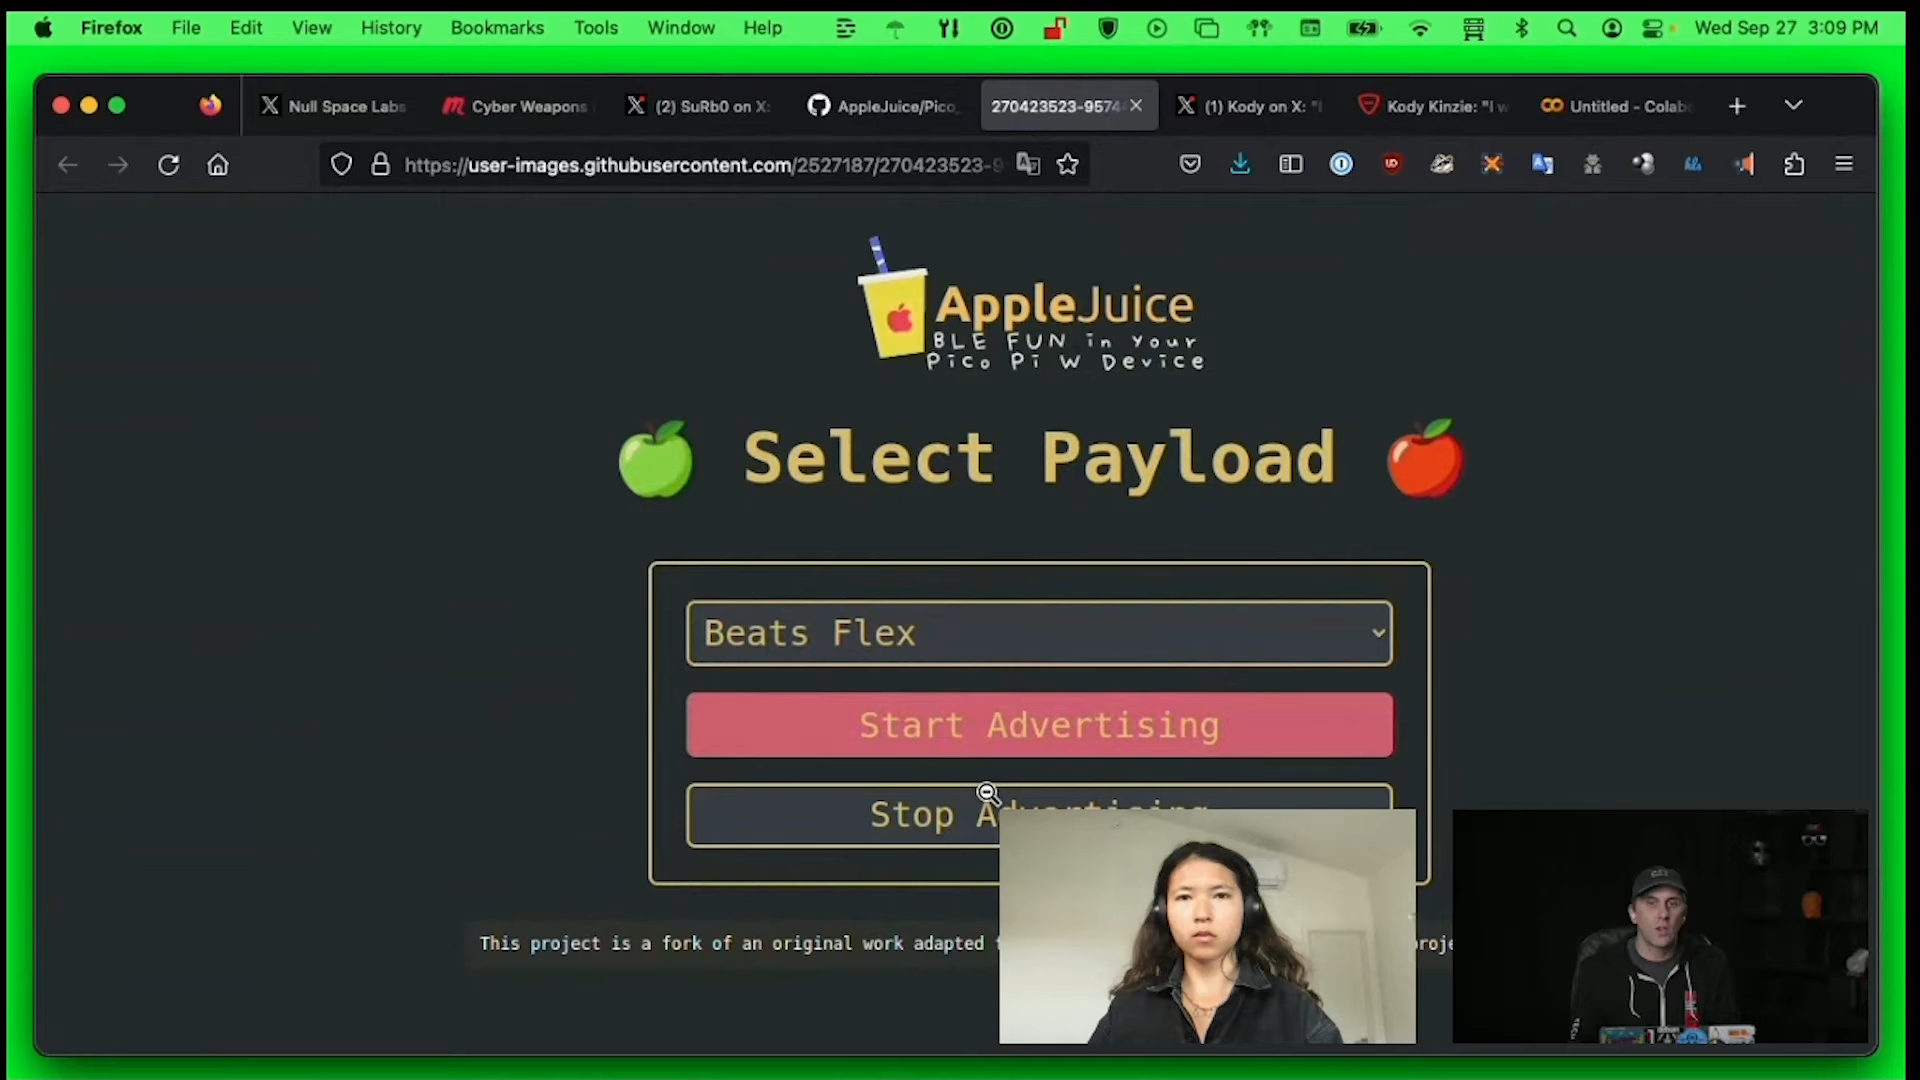 Firefox File Edit View History Bookmarks Tools Window Help Wed Sep 27 3:09 PM
Null Space Labs Cyber Weapons (2) SuRb0 on X: AppleJuice/Pico_ 270423523-9574 (1) Kody on X: "I Kody Kinzie: "I w Untitled - Colab
https://user-images.githubusercontent.com/2527187/270423523-9
AppleJuice
BLE FUN in Your
Pico Pi W Device
Select Payload
Beats Flex
Start Advertising
Stop Advertising
This project is a fork of an original work adapted